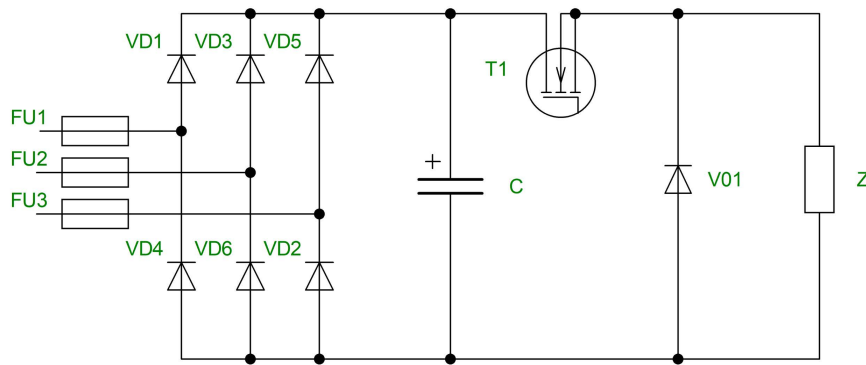 VD1 VD3 VD5
T1
FU1
FU2
FU3
+
C
V01
Z
VD4 VD6 VD2